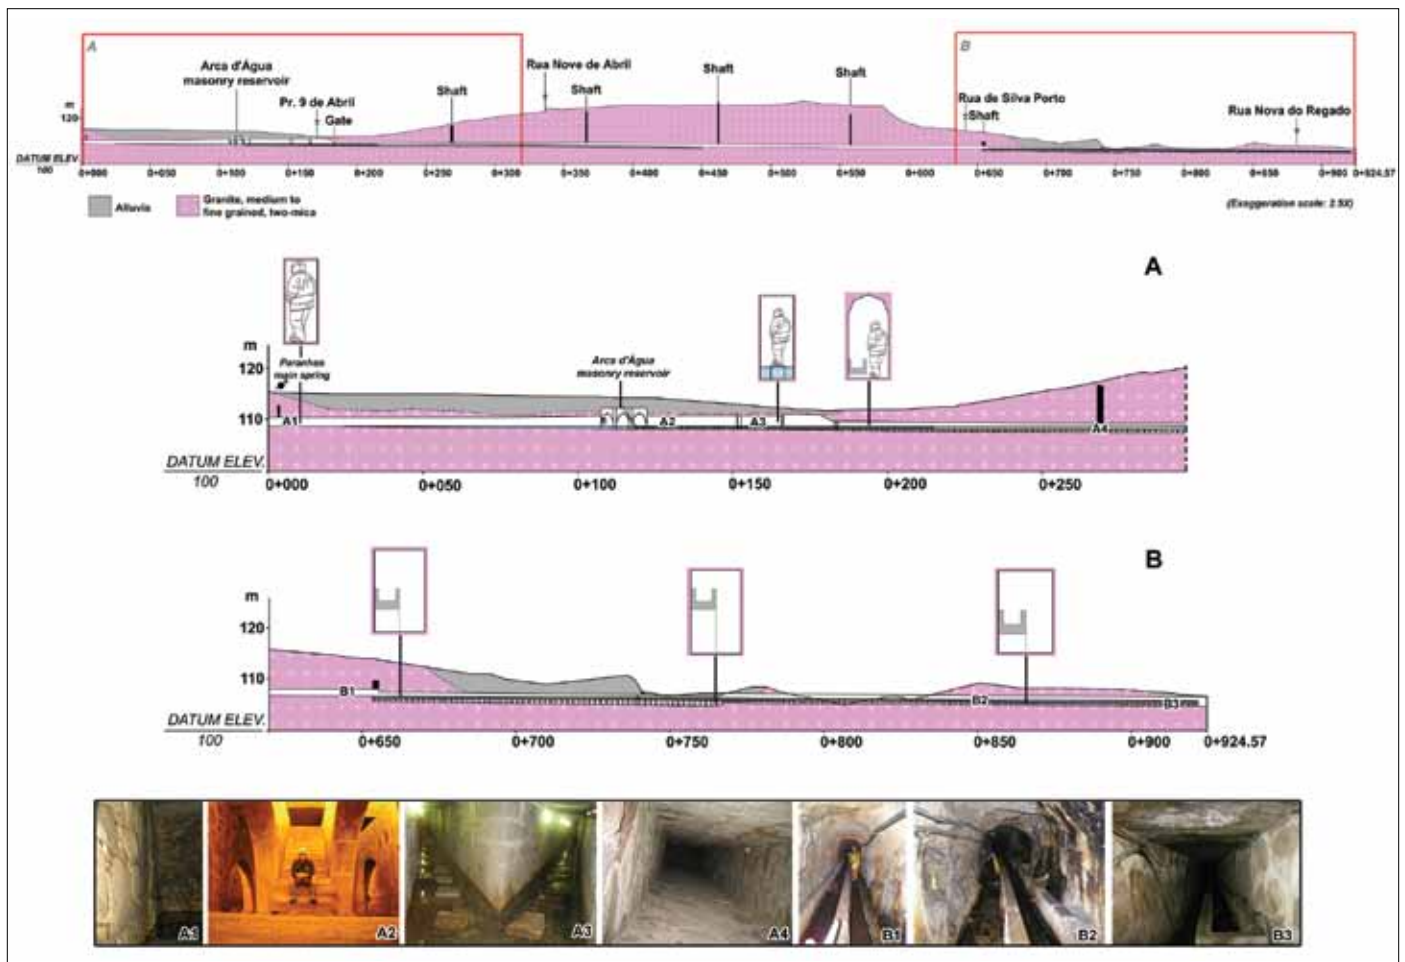 A
B
Arca d'Água
masonry reservoir
Pr. 9 de Abril
Gate
Shaft
Rua Nove de Abril
Shaft
Shaft
Shaft
Rua de Silva Porto
Shaft
Rua Nova do Regado
m
120
DATUM ELEV.
100
0+000 0+050 0+100 0+150 0+200 0+250 0+300 0+350 0+400 0+450 0+500 0+550 0+600 0+650 0+700 0+750 0+800 0+850 0+900 0+924.57
Alluvia
Granite, medium to
fine grained, two-mica
(Exaggeration scale: 2.5X)
A
m
120
110
Paranhos
main spring
Arca d'Água
masonry reservoir
A1
A2
A3
A4
DATUM ELEV.
100
0+000 0+050 0+100 0+150 0+200 0+250
B
m
120
110
B1
B2
B3
DATUM ELEV.
100
0+650 0+700 0+750 0+800 0+850 0+900 0+924.57
A1 A2 A3 A4 B1 B2 B3